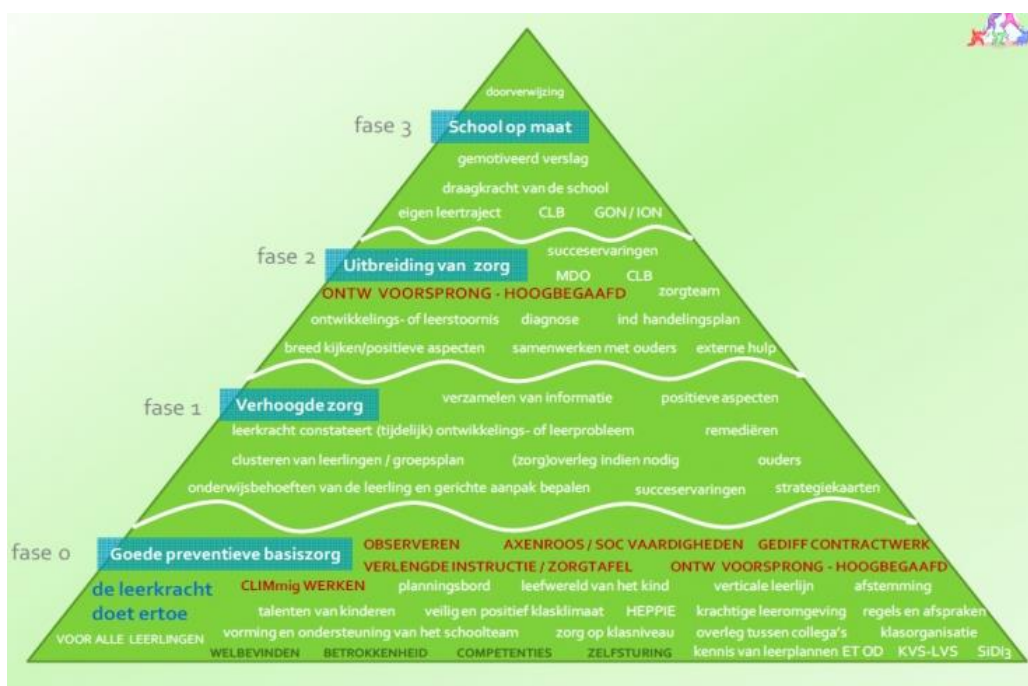 doorverwijzing
fase 3 School op maat
gemotiveerd verslag
draagkracht van de school
eigen leertraject CLB GON / ION
fase 2 Uitbreiding van zorg succeservaringen
MDO CLB
ONTW VOORSPRONG - HOOGBEGAAFD zorgteam
ontwikkelings- of leerstoornis diagnose ind handelingsplan
breed kijken/positieve aspecten samenwerken met ouders externe hulp
fase 1 Verhoogde zorg verzamelen van informatie positieve aspecten
leerkracht constateert (tijdelijk) ontwikkelings- of leerprobleem remediëren
clusteren van leerlingen / groepsplan (zorg)overleg indien nodig ouders
onderwijsbehoeften van de leerling en gerichte aanpak bepalen succeservaringen strategiekaarten
fase 0 Goede preventieve basiszorg OBSERVEREN AXENROOS / SOC VAARDIGHEDEN GEDIFF CONTRACTWERK
VERLENGDE INSTRUCTIE / ZORGTAFEL ONTW VOORSPRONG - HOOGBEGAAFD
de leerkracht CLIMmig WERKEN planningsbord leefwereld van het kind verticale leerlijn afstemming
doet ertoe talenten van kinderen veilig en positief klasklimaat HEPPIE krachtige leeromgeving regels en afspraken
VOOR ALLE LEERLINGEN vorming en ondersteuning van het schoolteam zorg op klasniveau overleg tussen collega's klasorganisatie
WELBEVINDEN BETROKKENHEID COMPETENTIES ZELFSTURING kennis van leerplannen ET OD KVS-LVS SiDi3